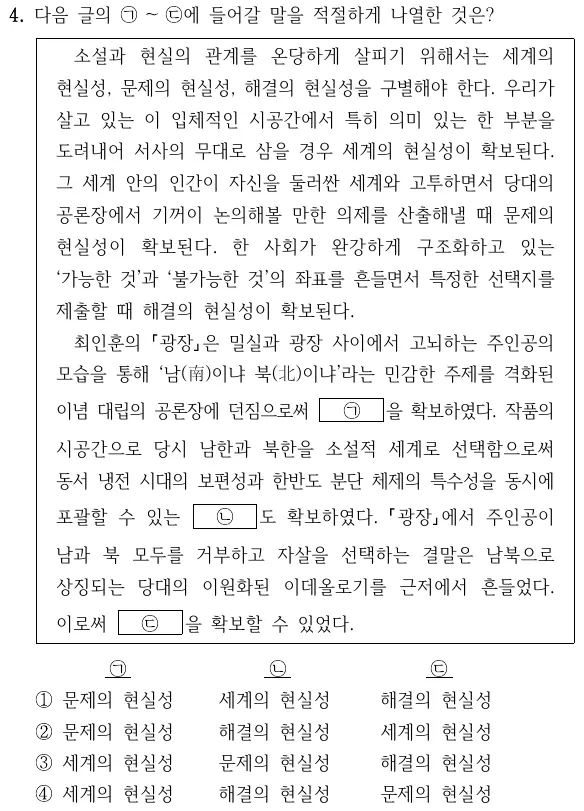 4. 다음 글의 ㉠ ~ ㉢에 들어갈 말을 적절하게 나열한 것은?
소설과 현실의 관계를 온당하게 살피기 위해서는 세계의
현실성, 문제의 현실성, 해결의 현실성을 구별해야 한다. 우리가
살고 있는 이 입체적인 시공간에서 특히 의미 있는 한 부분을
도려내어 서사의 무대로 삼을 경우 세계의 현실성이 확보된다.
그 세계 안의 인간이 자신을 둘러싼 세계와 고투하면서 당대의
공론장에서 기꺼이 논의해볼 만한 의제를 산출해낼 때 문제의
현실성이 확보된다. 한 사회가 완강하게 구조화하고 있는
‘가능한 것’과 ‘불가능한 것’의 좌표를 흔들면서 특정한 선택지를
제출할 때 해결의 현실성이 확보된다.
최인훈의 「광장」은 밀실과 광장 사이에서 고뇌하는 주인공의
모습을 통해 ‘남(南)이냐 북(北)이냐’라는 민감한 주제를 격화된
이념 대립의 공론장에 던짐으로써 ㉠ 을 확보하였다. 작품의
시공간으로 당시 남한과 북한을 소설적 세계로 선택함으로써
동서 냉전 시대의 보편성과 한반도 분단 체제의 특수성을 동시에
포괄할 수 있는 ㉡ 도 확보하였다. 「광장」에서 주인공이
남과 북 모두를 거부하고 자살을 선택하는 결말은 남북으로
상징되는 당대의 이원화된 이데올로기를 근저에서 흔들었다.
이로써 ㉢ 을 확보할 수 있었다.
㉠ ㉡ ㉢
① 문제의 현실성 세계의 현실성 해결의 현실성
② 문제의 현실성 해결의 현실성 세계의 현실성
③ 세계의 현실성 문제의 현실성 해결의 현실성
④ 세계의 현실성 해결의 현실성 문제의 현실성